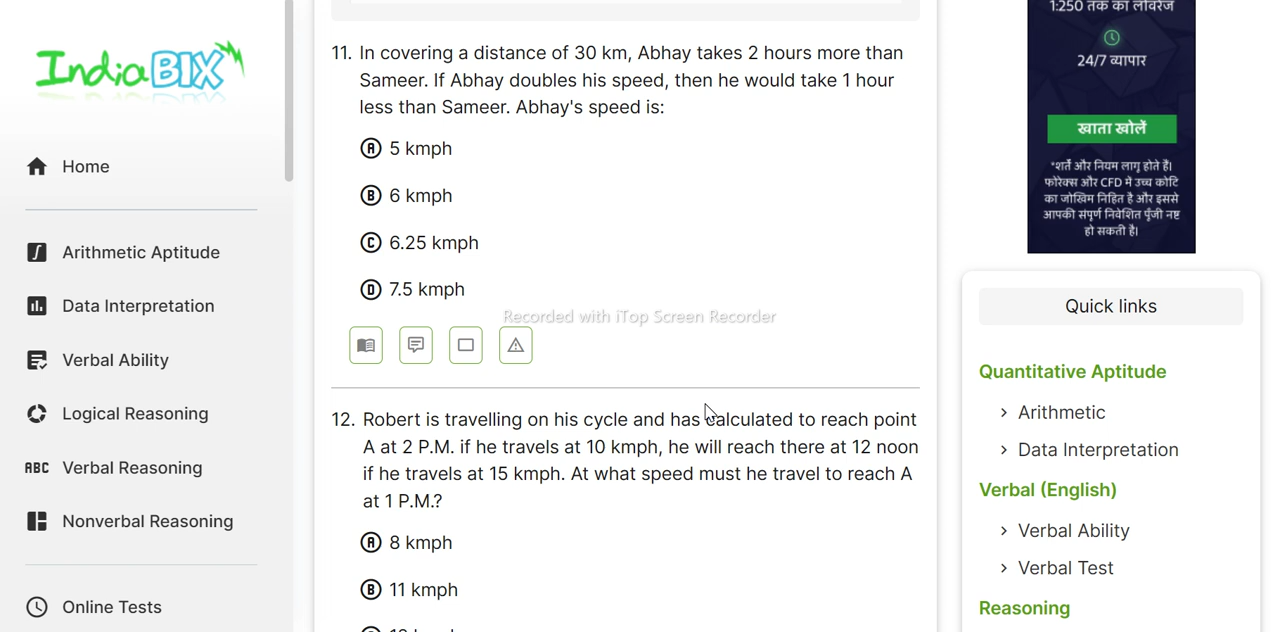 IndiaBIX
Home
Arithmetic Aptitude
Data Interpretation
Verbal Ability
Logical Reasoning
ABC Verbal Reasoning
Nonverbal Reasoning
Online Tests
11. In covering a distance of 30 km, Abhay takes 2 hours more than
Sameer. If Abhay doubles his speed, then he would take 1 hour
less than Sameer. Abhay's speed is:
A 5 kmph
B 6 kmph
C 6.25 kmph
D 7.5 kmph
Recorded with iTop Screen Recorder
12. Robert is travelling on his cycle and has calculated to reach point
A at 2 P.M. if he travels at 10 kmph, he will reach there at 12 noon
if he travels at 15 kmph. At what speed must he travel to reach A
at 1 P.M.?
A 8 kmph
B 11 kmph
1:250 तक का लीवरेज
24/7 व्यापार
खाता खोलें
*शर्तें और नियम लागू होते हैं।
फोरेक्स और CFD में उच्च कोटि
का जोखिम निहित है और इससे
आपकी संपूर्ण निवेशित पूँजी नष्ट
हो सकती है।
Quick links
Quantitative Aptitude
› Arithmetic
› Data Interpretation
Verbal (English)
› Verbal Ability
› Verbal Test
Reasoning